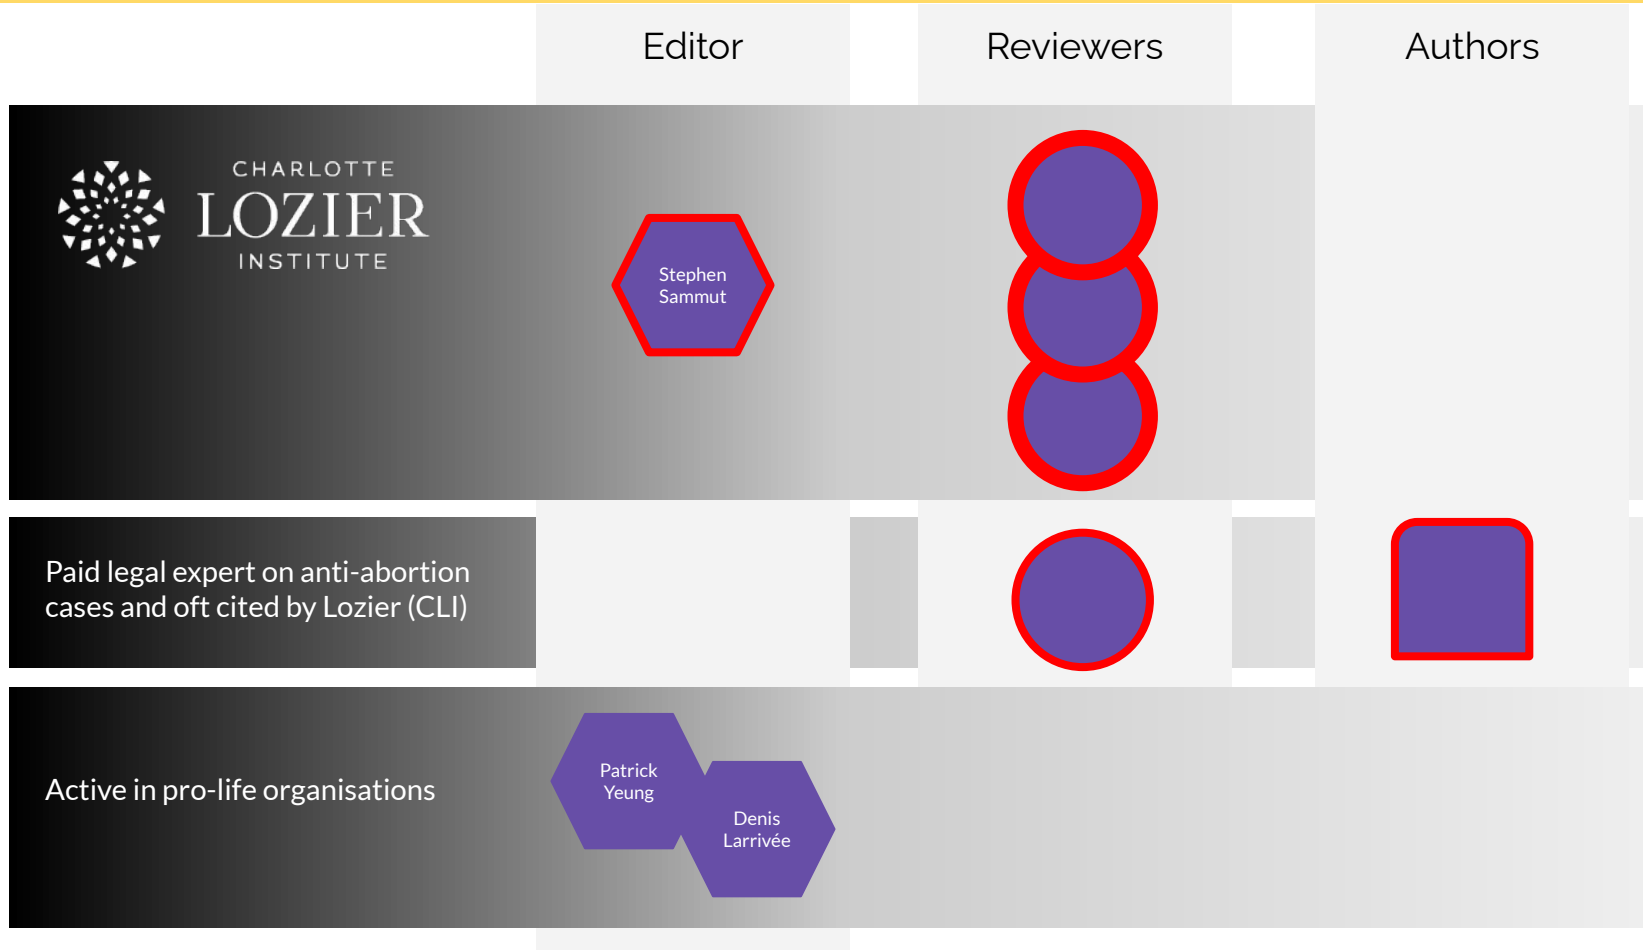 Editor
Reviewers
Authors
CHARLOTTE
LOZIER
INSTITUTE
Stephen
Sammut
Paid legal expert on anti-abortion
cases and oft cited by Lozier (CLI)
Active in pro-life organisations
Patrick
Yeung
Denis
Larrivée